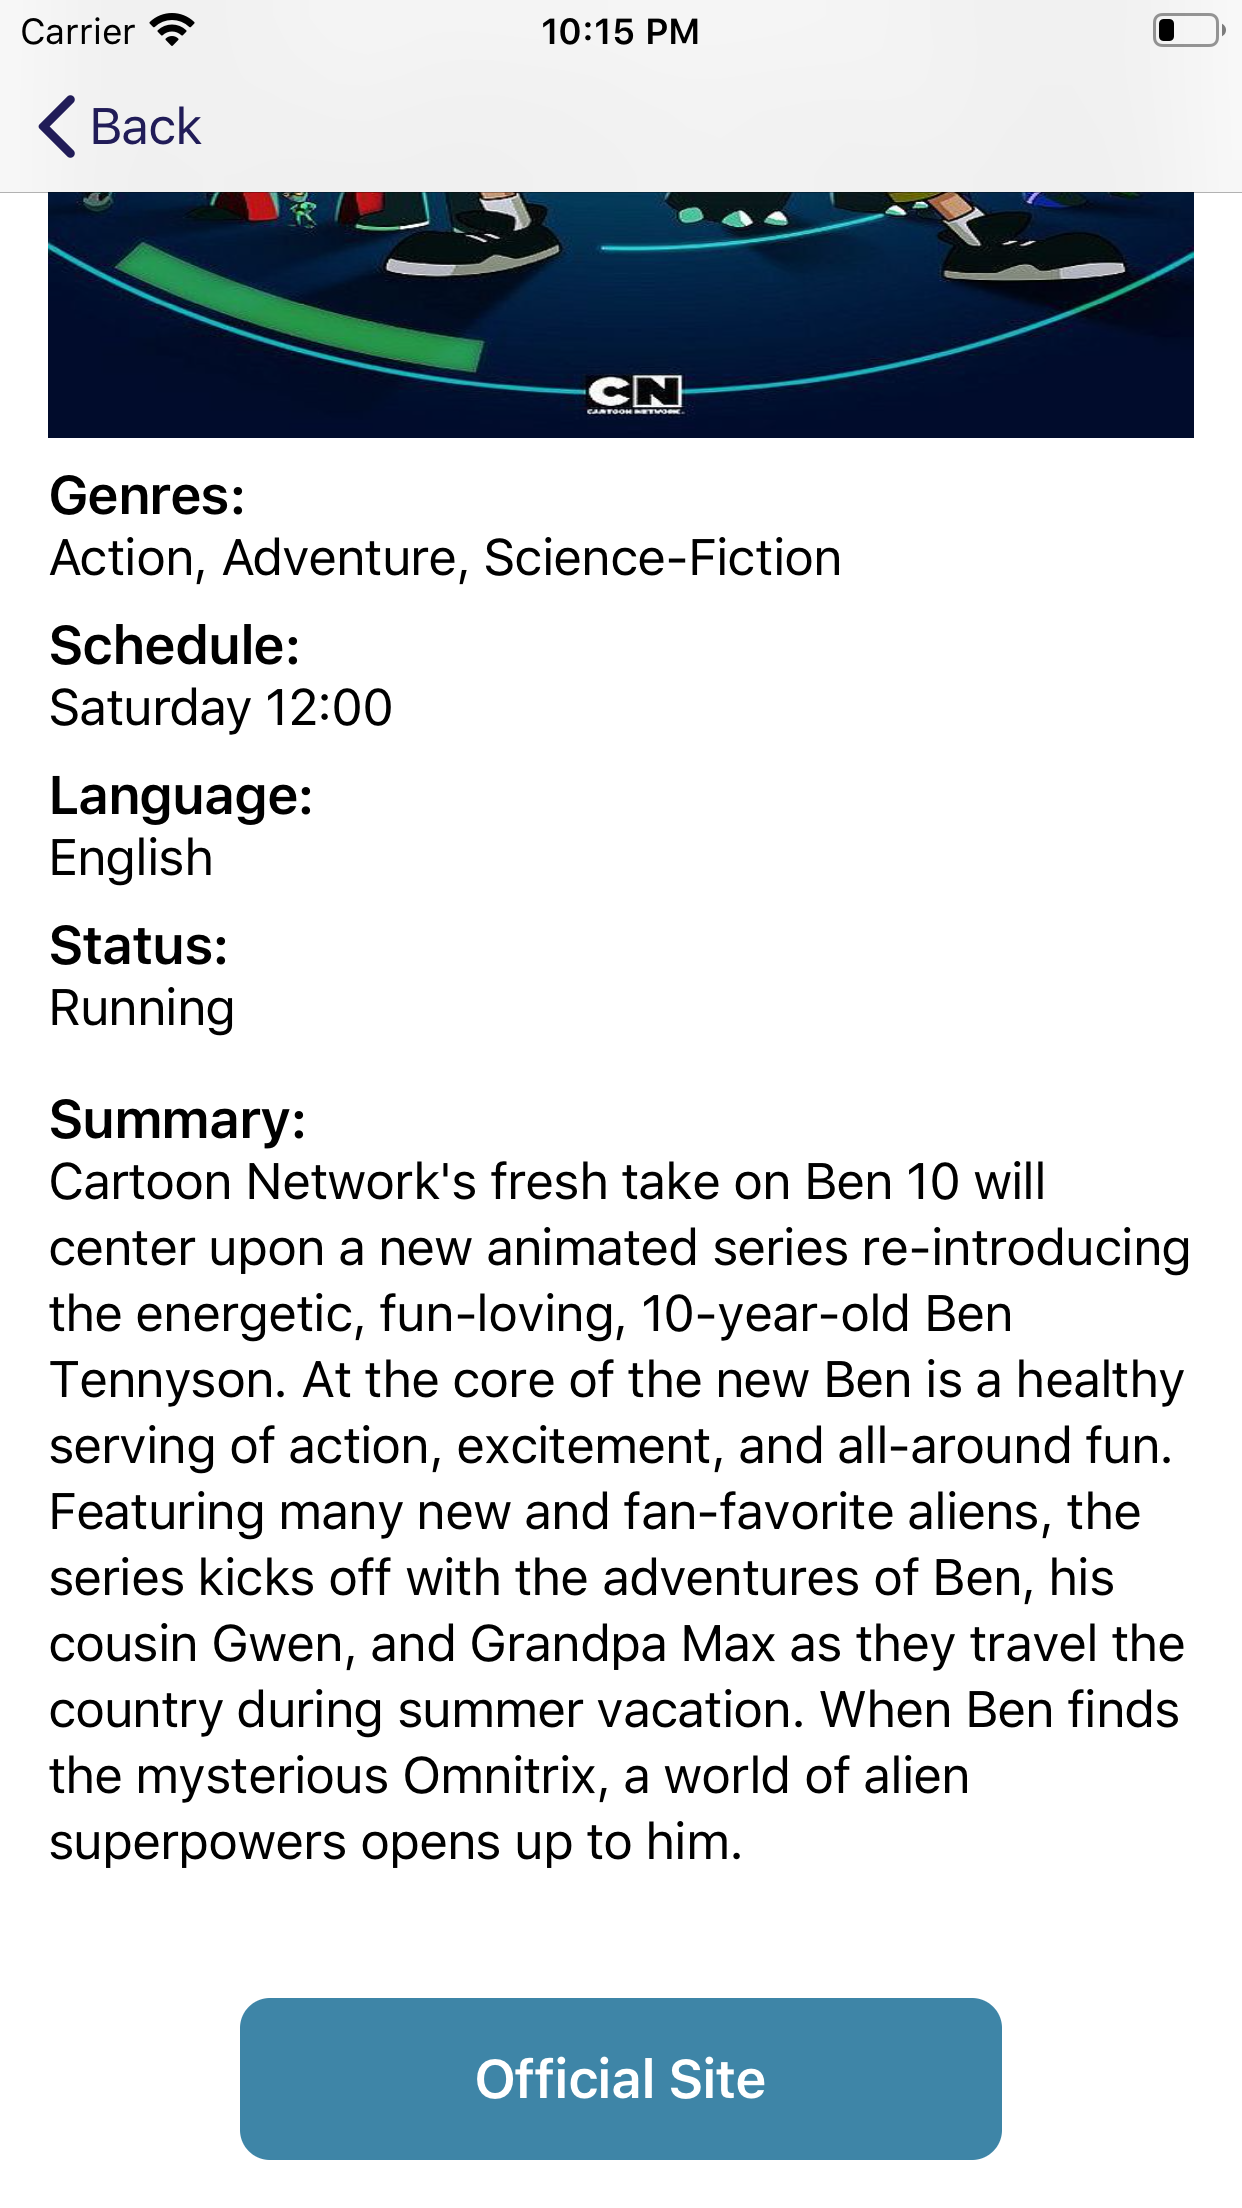 Carrier
10:15 PM
Back
CN
CARTOON NETWORK.
Genres:
Action, Adventure, Science-Fiction
Schedule:
Saturday 12:00
Language:
English
Status:
Running
Summary:
Cartoon Network's fresh take on Ben 10 will
center upon a new animated series re-introducing
the energetic, fun-loving, 10-year-old Ben
Tennyson. At the core of the new Ben is a healthy
serving of action, excitement, and all-around fun.
Featuring many new and fan-favorite aliens, the
series kicks off with the adventures of Ben, his
cousin Gwen, and Grandpa Max as they travel the
country during summer vacation. When Ben finds
the mysterious Omnitrix, a world of alien
superpowers opens up to him.
Official Site